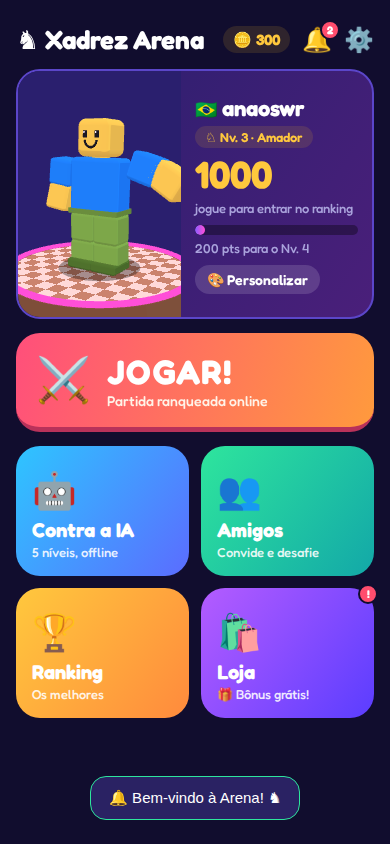 Xadrez Arena
300
2
anaoswr
Nv. 3 · Amador
1000
jogue para entrar no ranking
200 pts para o Nv. 4
Personalizar
JOGAR!
Partida ranqueada online
Contra a IA
5 níveis, offline
Amigos
Convide e desafie
Ranking
Os melhores
!
Loja
Bônus grátis!
Bem-vindo à Arena!